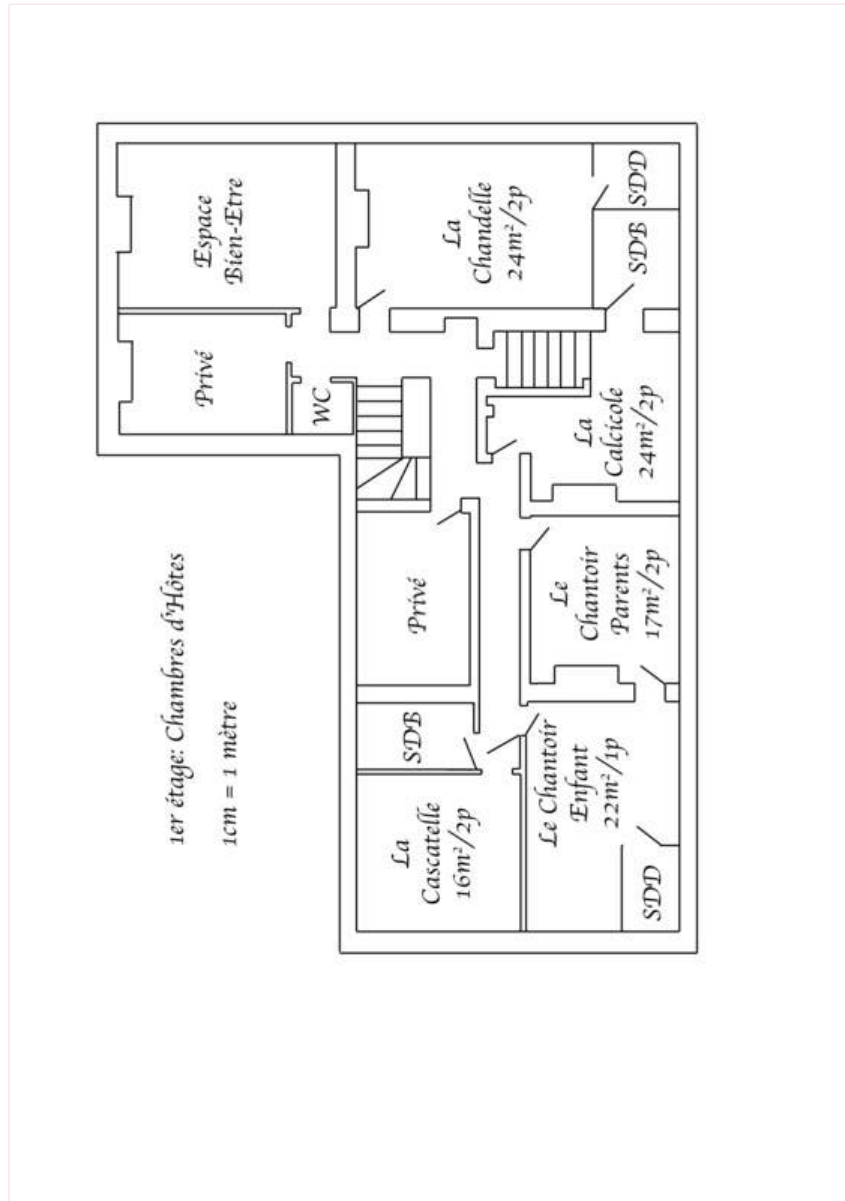 1er étage: Chambres d'Hôtes
1cm = 1 mètre
Privé
Espace
Bien-Etre
WC
La
Chandelle
24m²/2p
SDD
SDB
La
Calcicole
24m²/2p
Privé
Le
Chantoir
Parents
17m²/2p
SDB
La
Cascatelle
16m²/2p
Le Chantoir
Enfant
22m²/1p
SDD